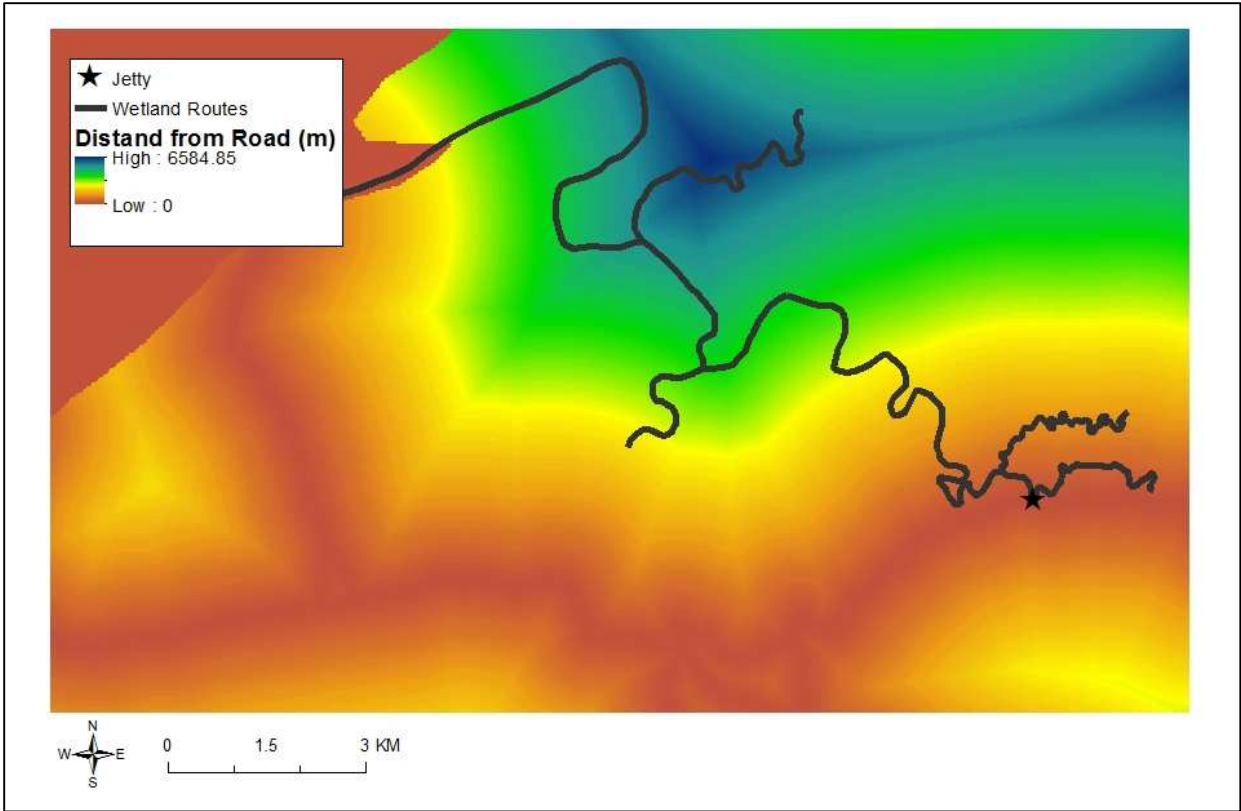 Jetty
Wetland Routes
Distand from Road (m)
High : 6584.85
Low : 0
N
W E
S
0 1.5 3 KM